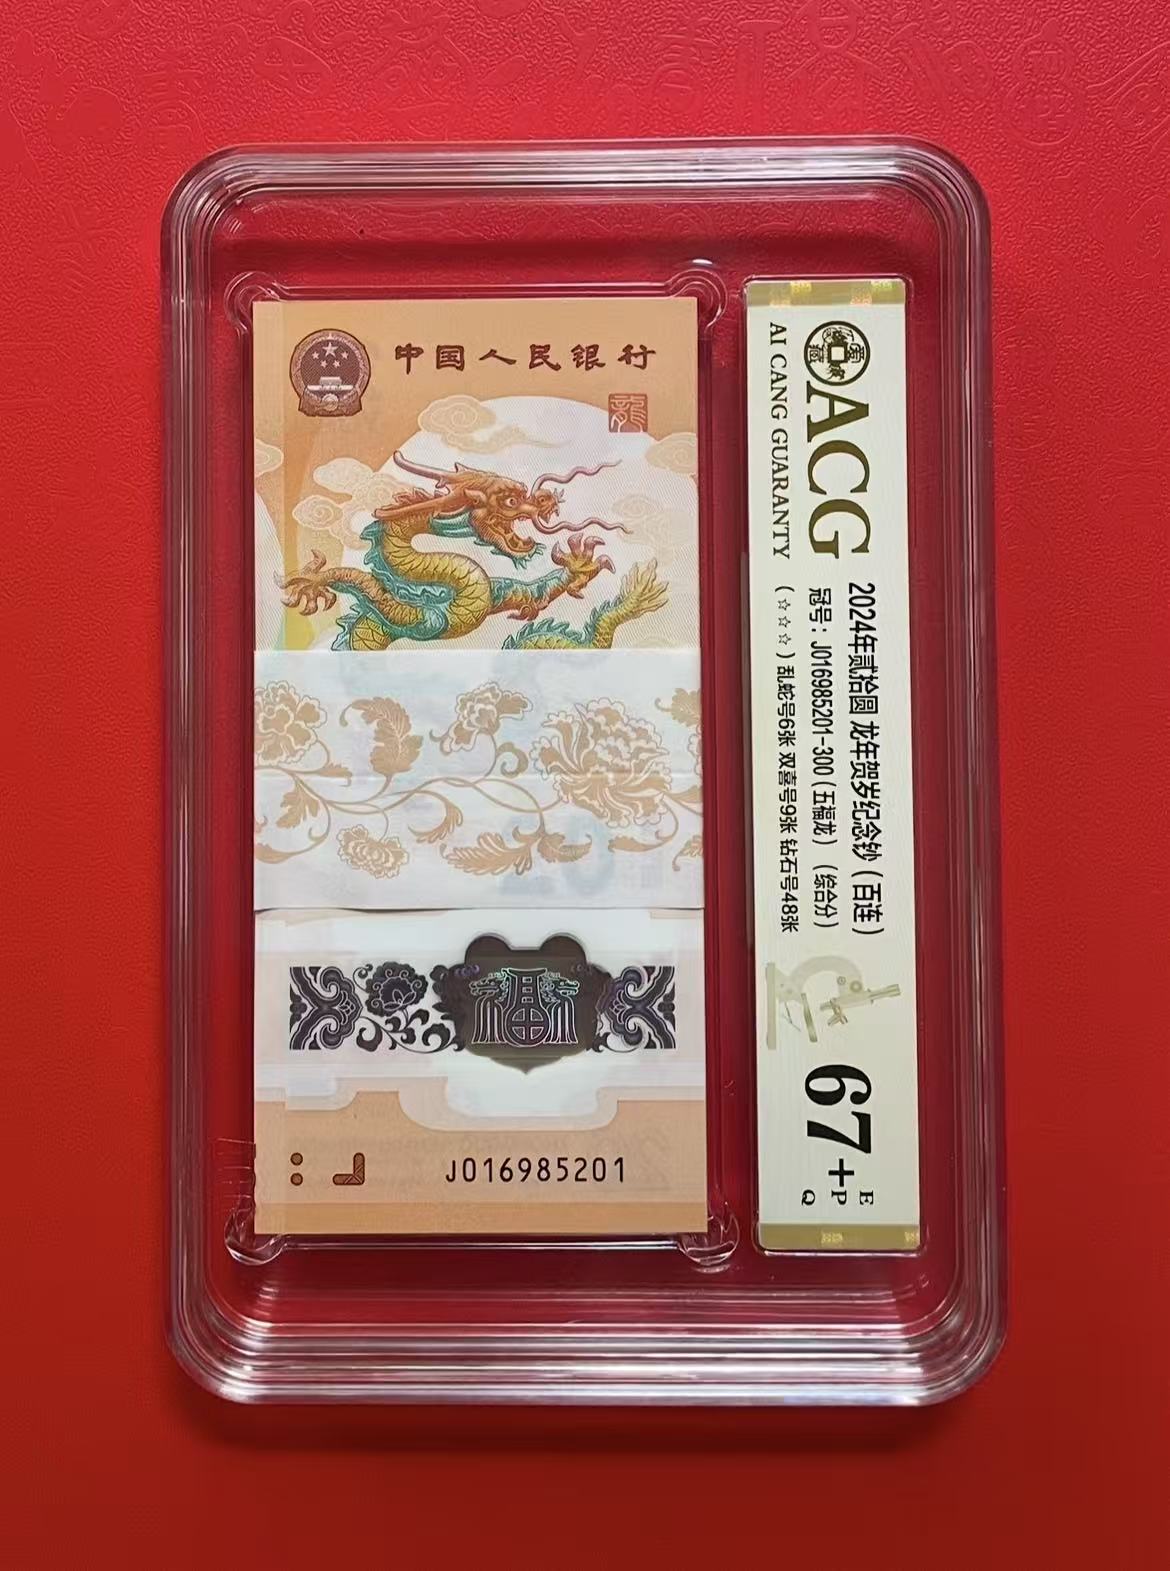 中国人民银行
龍
福
J016985201
ACG
AI CANG GUARANTY
2024年贰拾圆 龙年贺岁纪念钞(百连)
冠号:J016985201-300(五福龙)(综合分)
(☆☆☆)乱蛇号6张 双喜号9张 钻石号48张
67+
E
P
Q